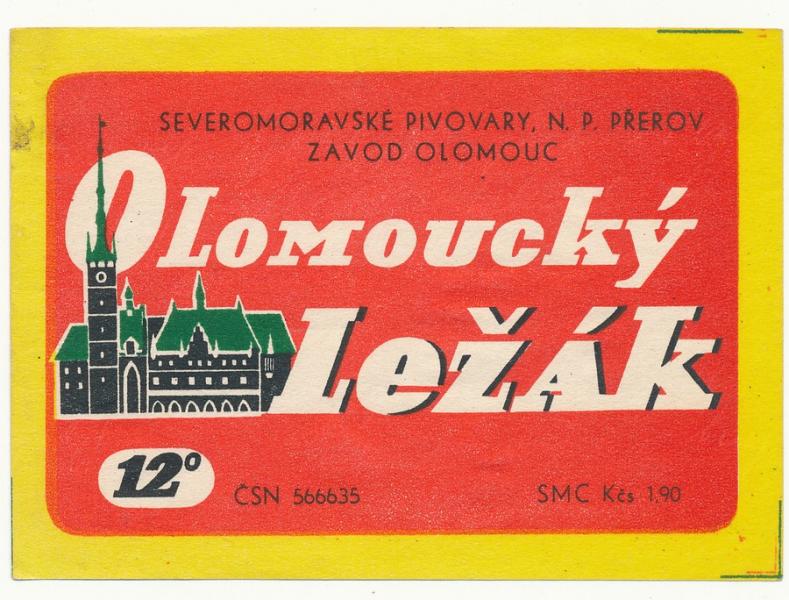 SEVEROMORAVSKÉ PIVOVARY, N. P. PŘEROV
ZAVOD OLOMOUC
Olomoucký
Ležák
12°
ČSN 566635
SMC Kčs 1,90